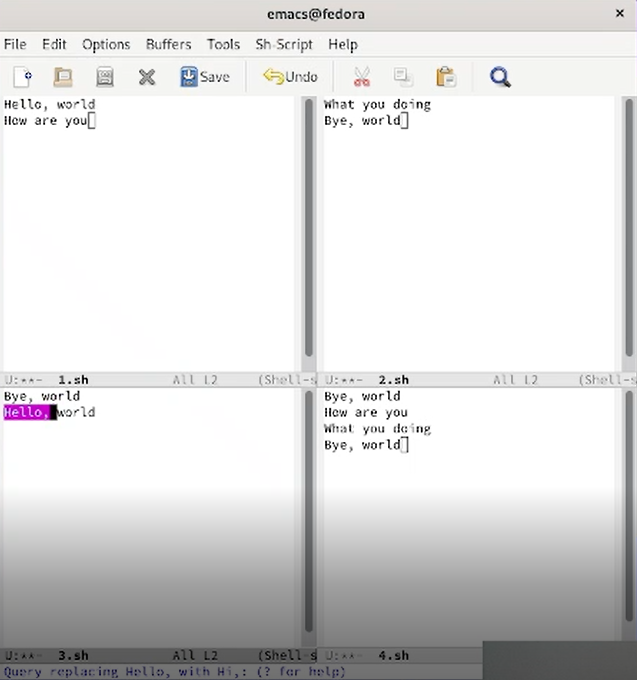 emacs@fedora ×
File Edit Options Buffers Tools Sh-Script Help
Save Undo
Hello, world
How are you
What you doing
Bye, world
U:**- 1.sh All L2 (Shell-s
U:**- 2.sh All L2 (Shell-s
Bye, world
Hello, world
Bye, world
How are you
What you doing
Bye, world
U:**- 3.sh All L2 (Shell-s
U:**- 4.sh
Query replacing Hello, with Hi,: (? for help)